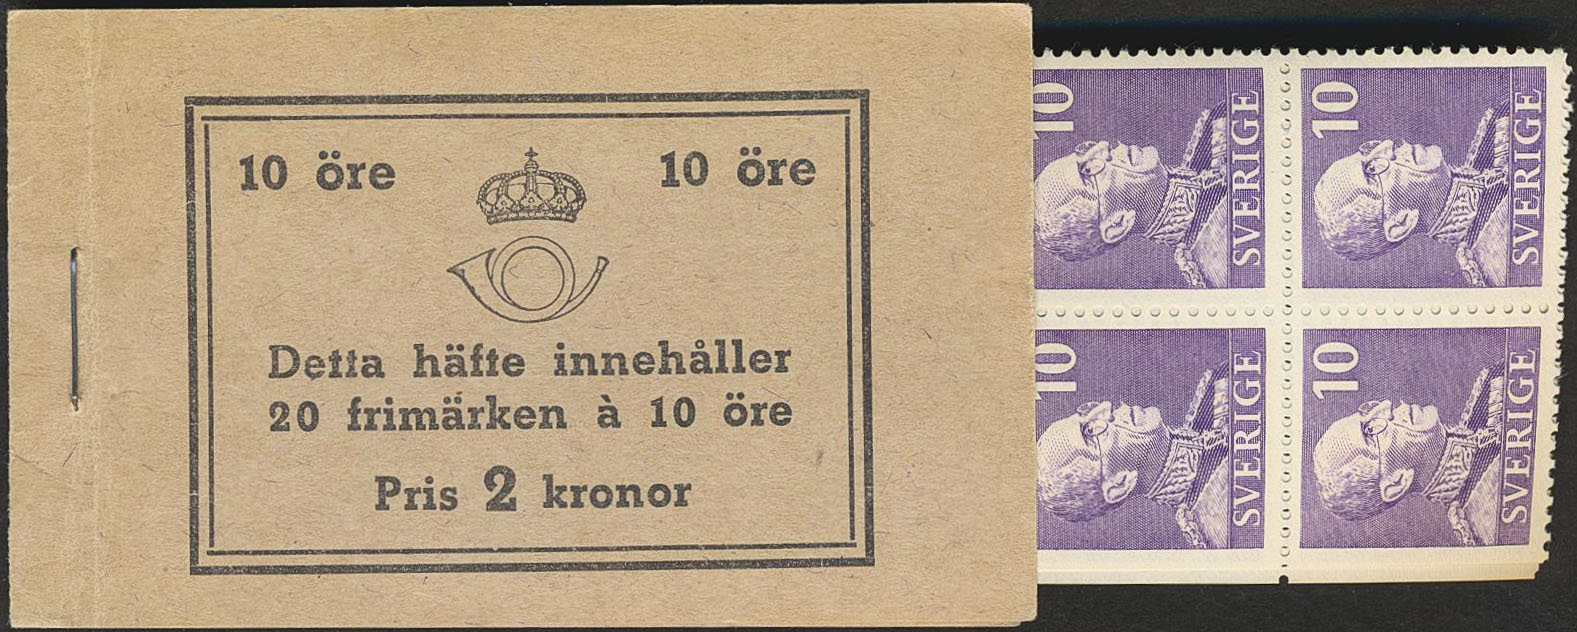 10 öre 10 öre
Detta häfte innehåller
20 frimärken à 10 öre
Pris 2 kronor
10 SVERIGE
10 SVERIGE
10 SVERIGE
10 SVERIGE